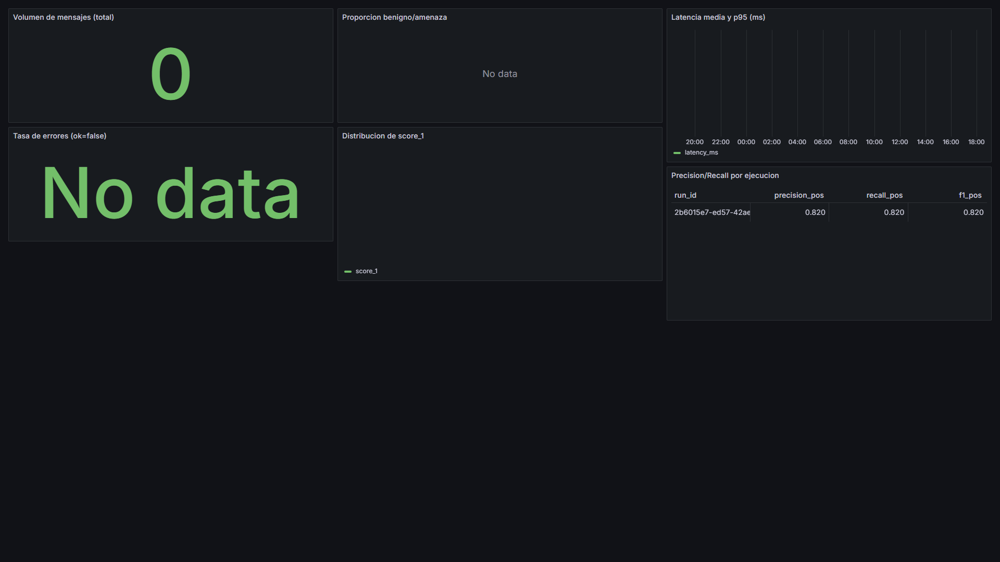 Volumen de mensajes (total)
0
Proporcion benigno/amenaza
No data
Latencia media y p95 (ms)
20:00 22:00 00:00 02:00 04:00 06:00 08:00 10:00 12:00 14:00 16:00 18:00
latency_ms
Tasa de errores (ok=false)
No data
Distribucion de score_1
score_1
Precision/Recall por ejecucion
run_id precision_pos recall_pos f1_pos
2b6015e7-ed57-42ae 0.820 0.820 0.820